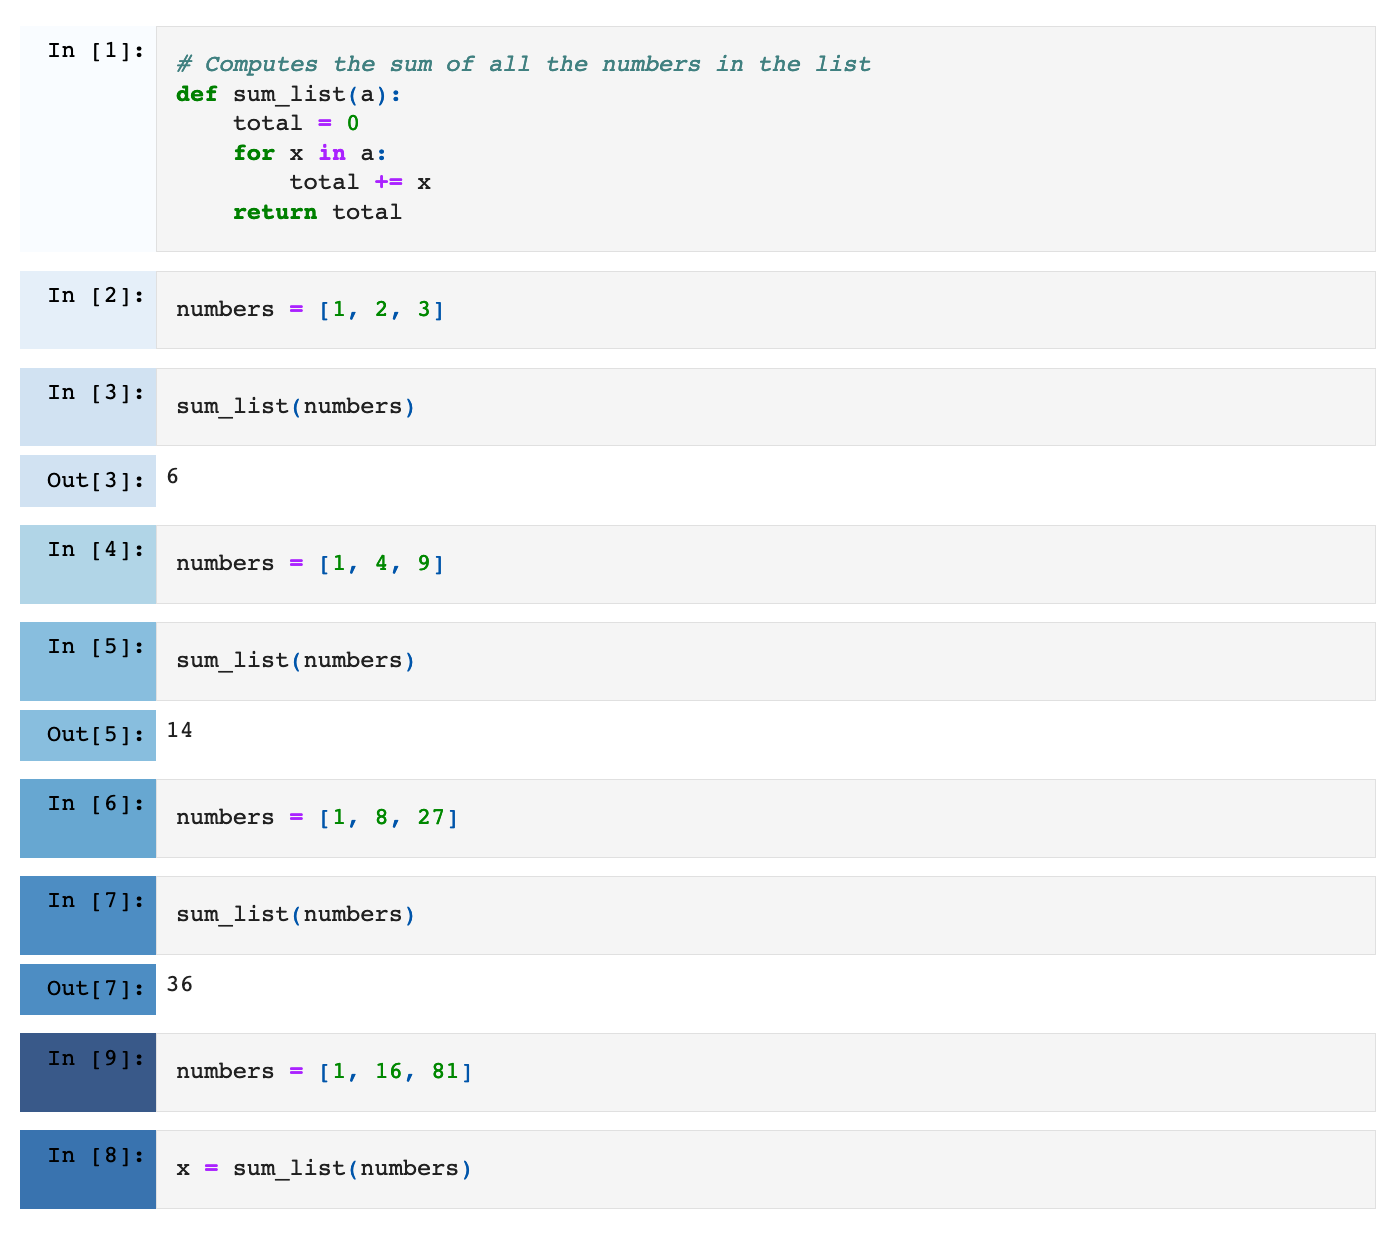 In [1]:
# Computes the sum of all the numbers in the list
def sum_list(a):
    total = 0
    for x in a:
        total += x
    return total
In [2]:
numbers = [1, 2, 3]
In [3]:
sum_list(numbers)
Out[3]:
6
In [4]:
numbers = [1, 4, 9]
In [5]:
sum_list(numbers)
Out[5]:
14
In [6]:
numbers = [1, 8, 27]
In [7]:
sum_list(numbers)
Out[7]:
36
In [9]:
numbers = [1, 16, 81]
In [8]:
x = sum_list(numbers)